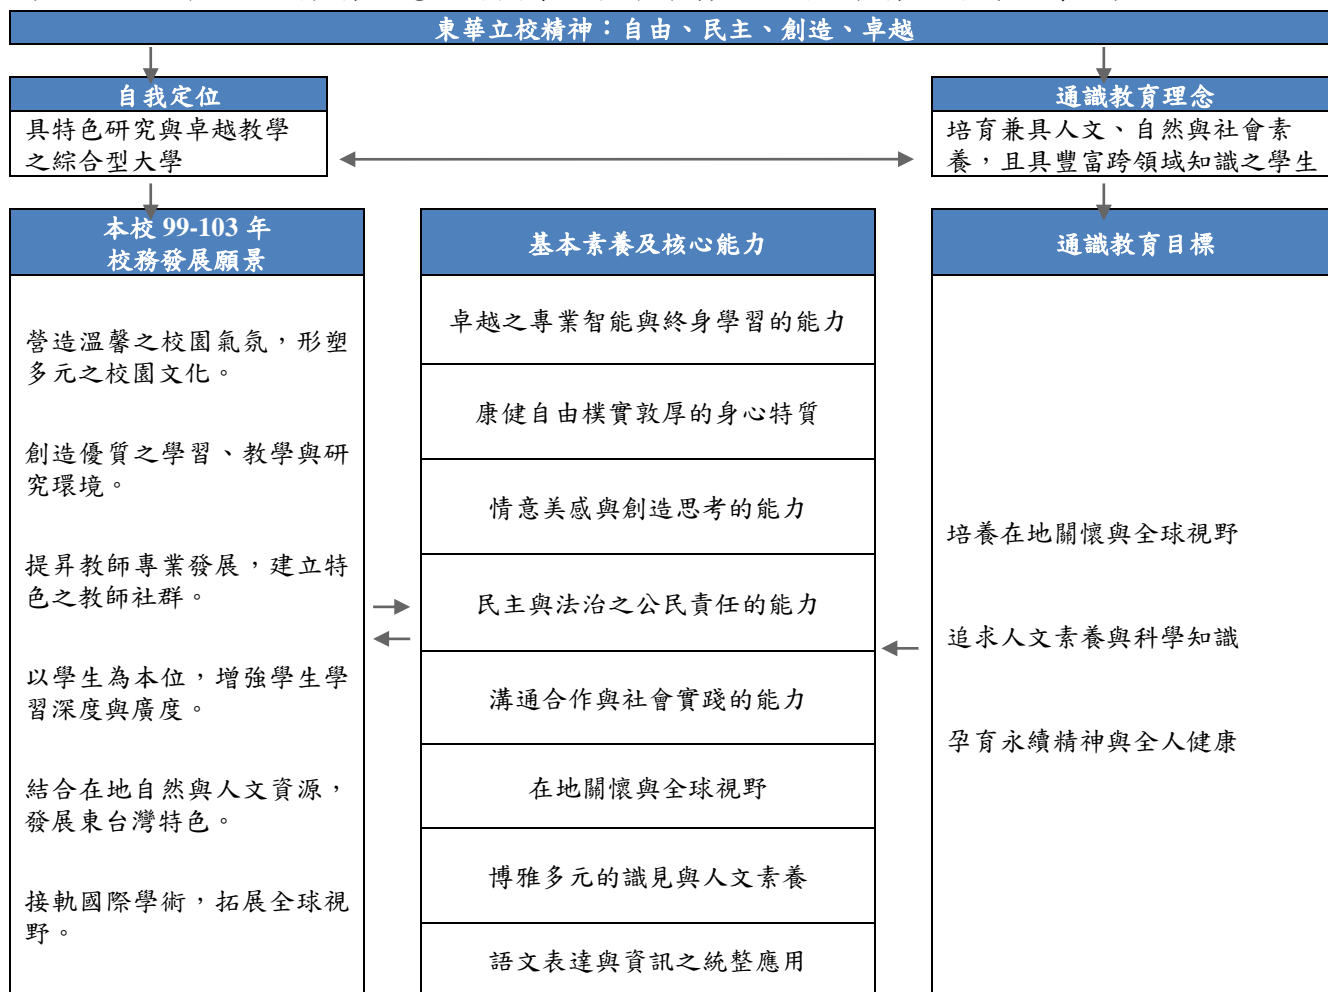 東華立校精神：自由、民主、創造、卓越
自我定位
具特色研究與卓越教學
之綜合型大學
通識教育理念
培育兼具人文、自然與社會素
養，且具豐富跨領域知識之學生
本校 99-103 年
校務發展願景
營造溫馨之校園氣氛，形塑
多元之校園文化。
創造優質之學習、教學與研
究環境。
提昇教師專業發展，建立特
色之教師社群。
以學生為本位，增強學生學
習深度與廣度。
結合在地自然與人文資源，
發展東台灣特色。
接軌國際學術，拓展全球視
野。
基本素養及核心能力
卓越之專業智能與終身學習的能力
康健自由樸實敦厚的身心特質
情意美感與創造思考的能力
民主與法治之公民責任的能力
溝通合作與社會實踐的能力
在地關懷與全球視野
博雅多元的識見與人文素養
語文表達與資訊之統整應用
通識教育目標
培養在地關懷與全球視野
追求人文素養與科學知識
孕育永續精神與全人健康